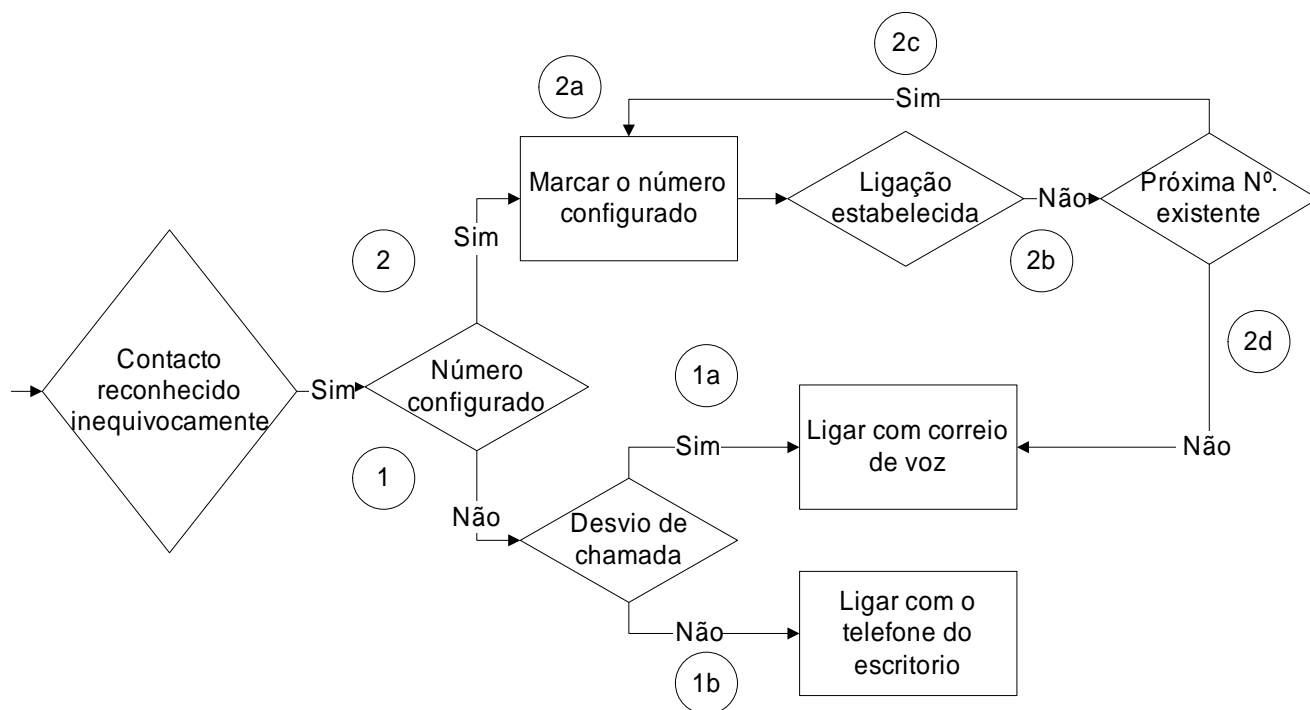 2c
2a
Sim
Marcar o número
configurado
Ligação
estabelecida
Não
Próxima Nº.
existente
Sim
2
2b
2d
Contacto
reconhecido
inequivocamente
Sim
Número
configurado
1a
1
Sim
Ligar com correio
de voz
Não
Não
Desvio de
chamada
Não
Ligar com o
telefone do
escritorio
1b